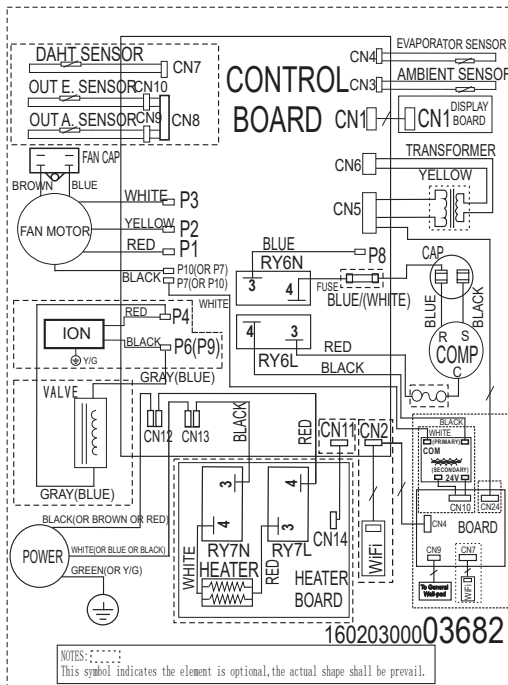 DAHT SENSOR
CN7
OUT E. SENSOR
CN10
OUT A. SENSOR
CN9
CN8
CONTROL
BOARD
EVAPORATOR SENSOR
CN4
CN3
AMBIENT SENSOR
CN1
CN1
DISPLAY
BOARD
CN6
TRANSFORMER
YELLOW
CN5
FAN CAP
BROWN
BLUE
WHITE
P3
FAN MOTOR
YELLOW
P2
RED
P1
P10(OR P7)
BLACK
P7(OR P10)
WHITE
BLUE
P8
RY6N
3
4
FUSE
BLUE/(WHITE)
CAP
BLUE
BLACK
R
S
COMP
C
4
3
RY6L
RED
BLACK
ION
RED
P4
BLACK
P6(P9)
Y/G
GRAY(BLUE)
VALVE
GRAY(BLUE)
CN12
CN13
BLACK
RED
CN11
CN2
BLACK
WHITE
(PRIMARY)
COM
(SECONDARY)
24V
CN10
CN24
BLACK(OR BROWN OR RED)
POWER
WHITE(OR BLUE OR BLACK)
GREEN(OR Y/G)
3
4
RY7N
3
4
RY7L
CN14
WHITE
HEATER
RED
HEATER
BOARD
WiFi
CN4
BOARD
CN9
CN7
To General
Wall-pad
WiFi
16020300003682
NOTES:
This symbol indicates the element is optional,the actual shape shall be prevail.